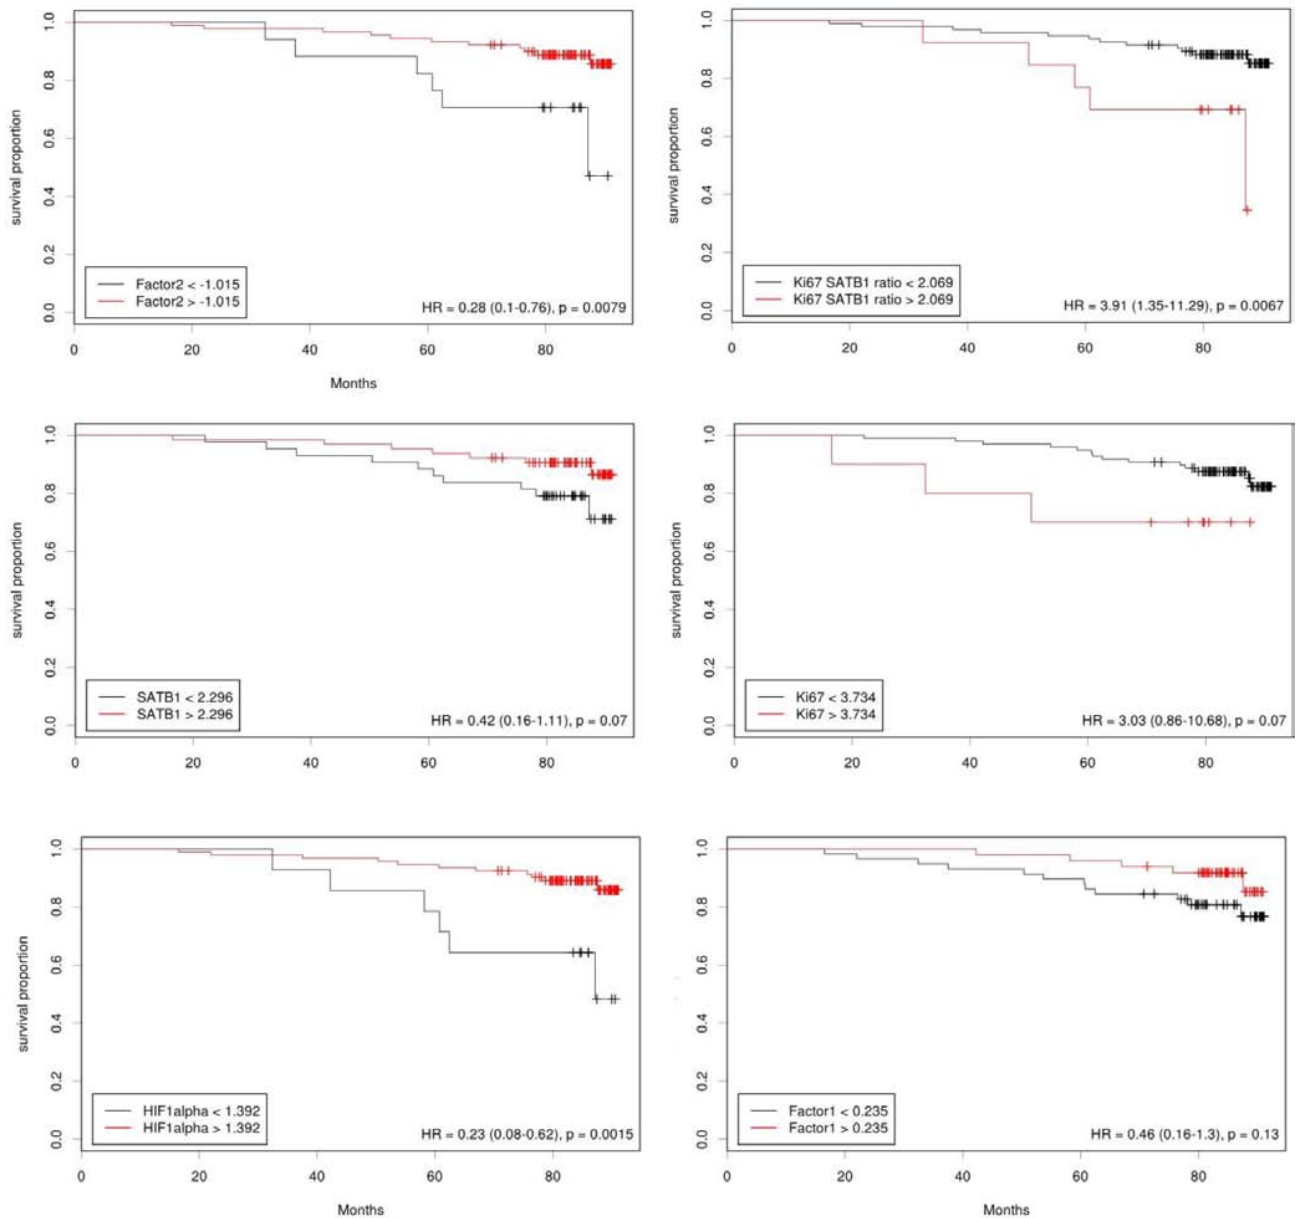 survival proportion
1.0
0.8
0.6
0.4
0.2
0.0
Factor2 < -1.015
Factor2 > -1.015
HR = 0.28 (0.1-0.76), p = 0.0079
0 20 40 60 80
Months
survival proportion
1.0
0.8
0.6
0.4
0.2
0.0
Ki67 SATB1 ratio < 2.069
Ki67 SATB1 ratio > 2.069
HR = 3.91 (1.35-11.29), p = 0.0067
0 20 40 60 80
survival proportion
1.0
0.8
0.6
0.4
0.2
0.0
SATB1 < 2.296
SATB1 > 2.296
HR = 0.42 (0.16-1.11), p = 0.07
0 20 40 60 80
survival proportion
1.0
0.8
0.6
0.4
0.2
0.0
Ki67 < 3.734
Ki67 > 3.734
HR = 3.03 (0.86-10.68), p = 0.07
0 20 40 60 80
survival proportion
1.0
0.8
0.6
0.4
0.2
0.0
HIF1alpha < 1.392
HIF1alpha > 1.392
HR = 0.23 (0.08-0.62), p = 0.0015
0 20 40 60 80
Months
1.0
0.8
0.6
0.4
0.2
0.0
Factor1 < 0.235
Factor1 > 0.235
HR = 0.46 (0.16-1.3), p = 0.13
0 20 40 60 80
Months